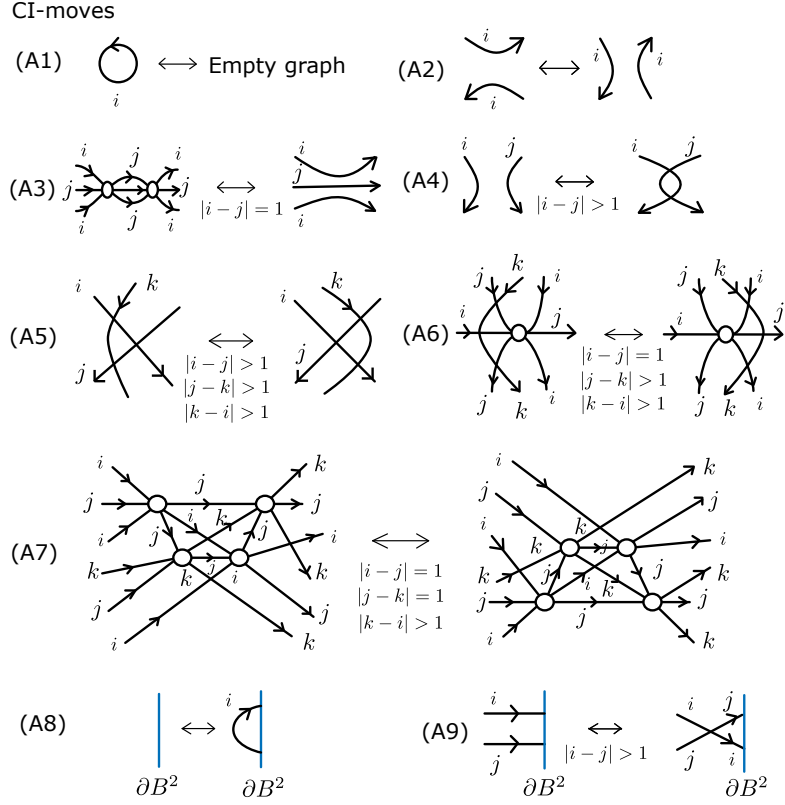 CI-moves
(A1)
i
Empty graph
(A2)
i
i
i
i
(A3)
i
j
i
j
j
i
j
i
|i − j| = 1
i
j
i
(A4)
i
j
|i − j| > 1
i
j
(A5)
i
k
j
|i − j| > 1
|j − k| > 1
|k − i| > 1
i
k
j
(A6)
j
k
i
i
j
j
k
i
|i − j| = 1
|j − k| > 1
|k − i| > 1
j
k
i
i
j
j
k
i
(A7)
i
j
k
j
j
i
k
i
j
j
i
k
k
j
i
k
j
j
i
k
|i − j| = 1
|j − k| = 1
|k − i| > 1
i
k
j
j
i
k
j
i
k
j
j
k
i
k
k
j
j
j
i
k
(A8)
i
∂B²
∂B²
(A9)
i
j
∂B²
|i − j| > 1
i
j
j
i
∂B²